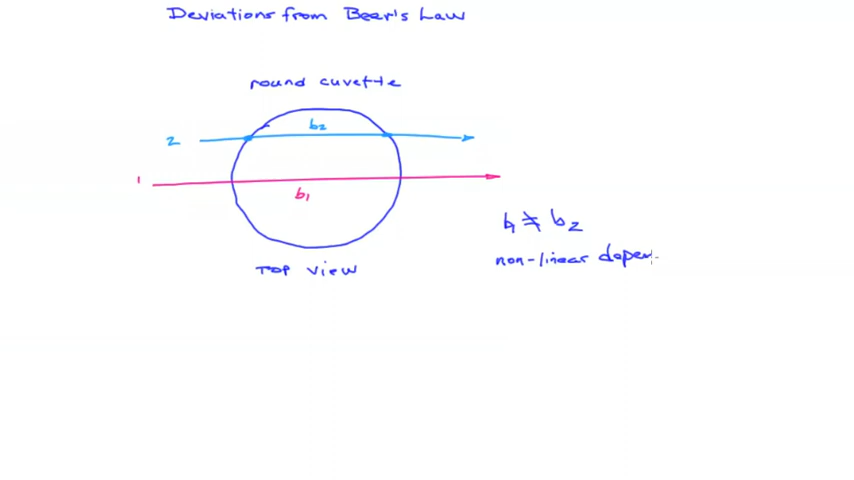 Deviations from Beer's Law
round cuvette
b2
2
1
b1
b1 ≠ b2
non-linear depen
TOP view